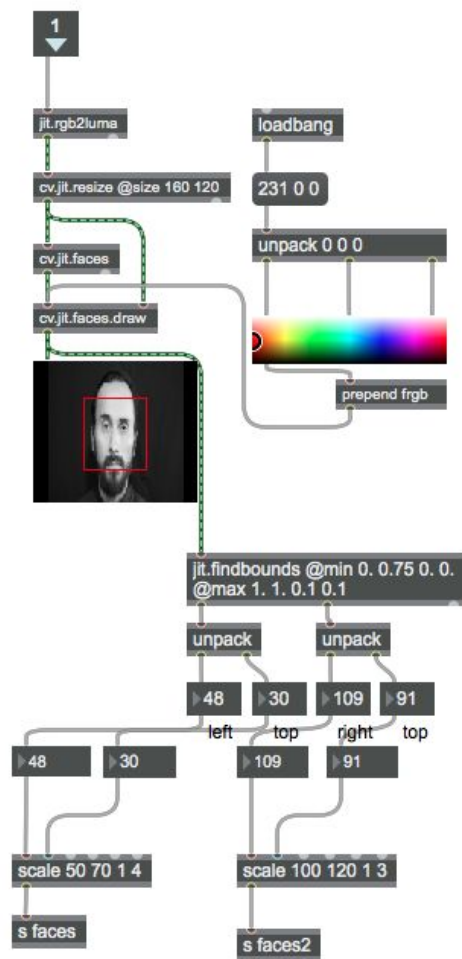 1
jit.rgb2luma
loadbang
cv.jit.resize @size 160 120
231 0 0
cv.jit.faces
unpack 0 0 0
cv.jit.faces.draw
prepend frgb
jit.findbounds @min 0. 0.75 0. 0.
@max 1. 1. 0.1 0.1
unpack
unpack
48
30
109
91
left
top
right
top
48
30
109
91
scale 50 70 1 4
scale 100 120 1 3
s faces
s faces2